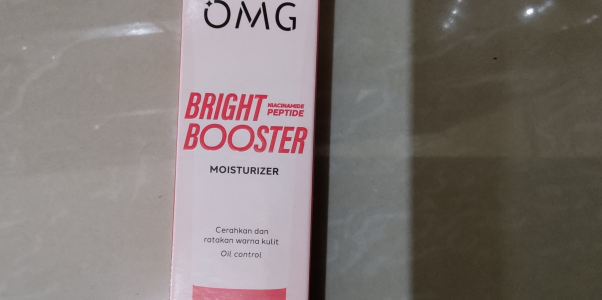 OMG
BRIGHT
NIACINAMIDE
PEPTIDE
BOOSTER
MOISTURIZER
Cerahkan dan
ratakan warna kulit
Oil control